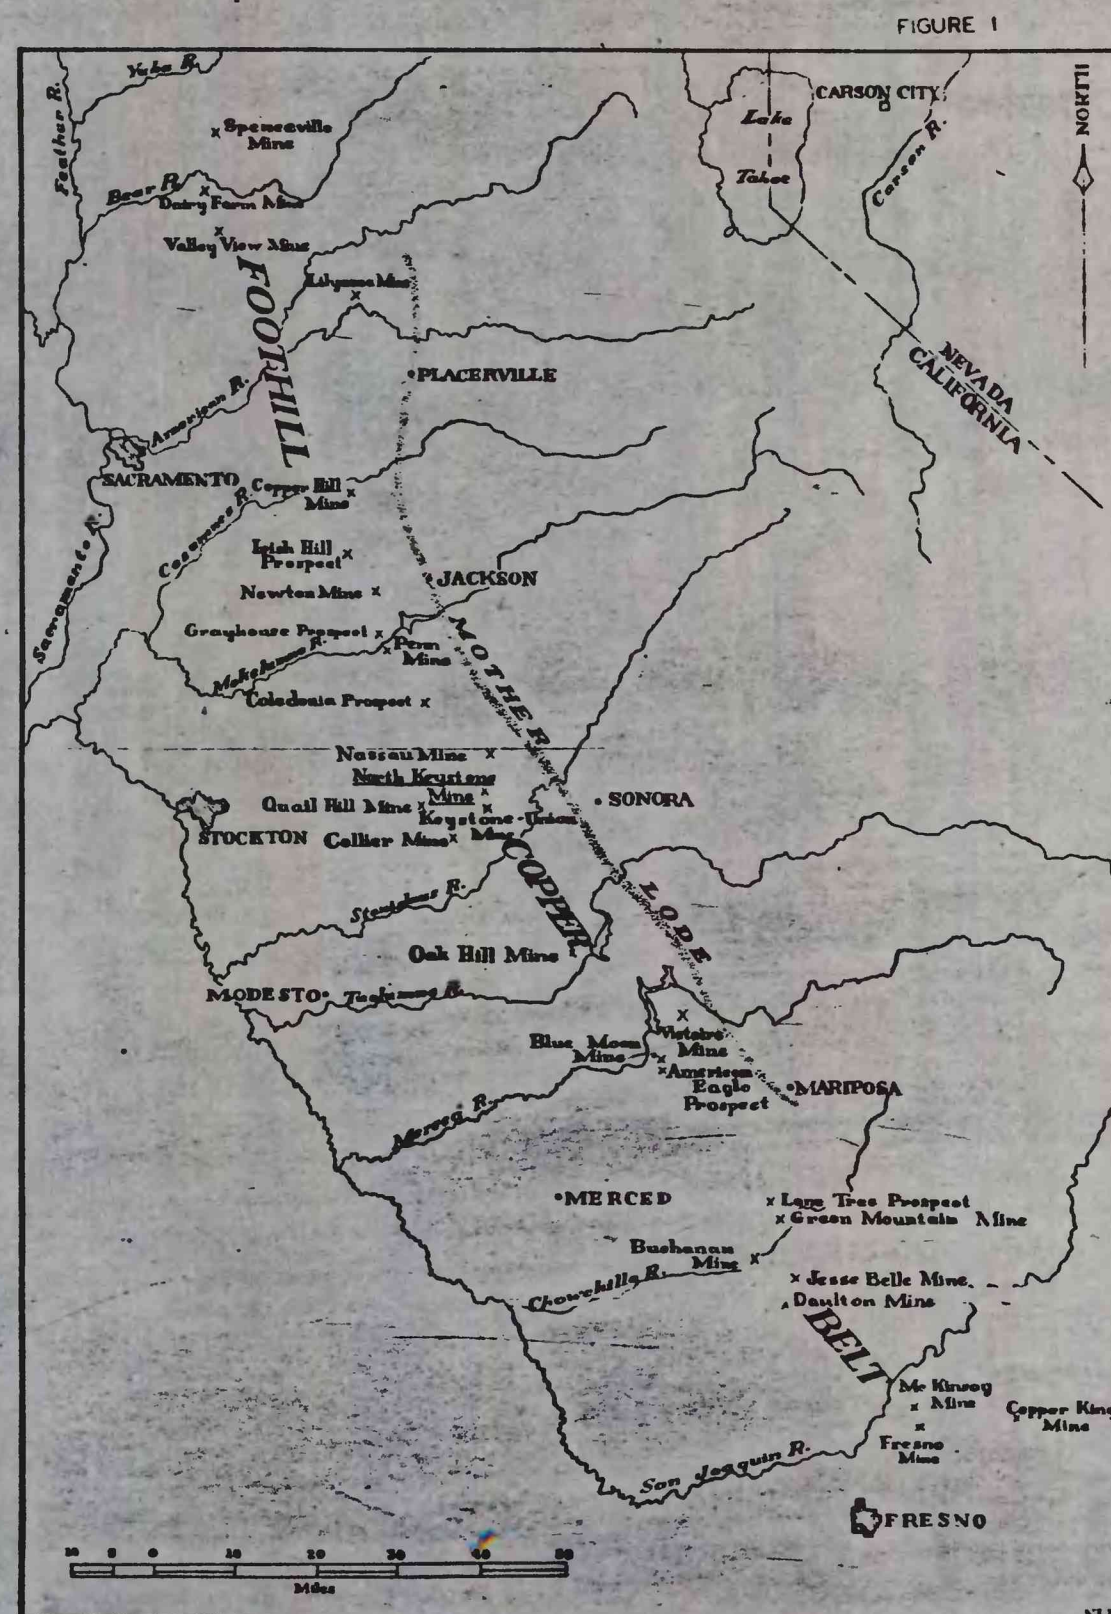 FIGURE 1
NORTH
Yuba R.
Feather R.
Spenceville
Mine
CARSON CITY
Lake
Tahoe
Carson R.
Bear R.
Dairy Farm Mine
Valley View Mine
FOOTHILL
PLACERVILLE
NEVADA
CALIFORNIA
American R.
SACRAMENTO
Copper Hill
Mine
Cosumnes R.
Sacramento R.
Irish Hill
Prospect
JACKSON
Newton Mine
Grayhouse Prospect
Penn
Mine
MOTHER
Mokelumne R.
Caledonia Prospect
Nassau Mine
North Keystone
Mine
SONORA
Quail Hill Mine
Keystone-Union
Mine
STOCKTON
Collier Mine
COPPER
LODE
Stanislaus R.
Oak Hill Mine
MODESTO
Tuolumne R.
Blue Moon
Mine
Mine
American
Eagle
Prospect
MARIPOSA
Merced R.
MERCED
Lone Tree Prospect
Green Mountain Mine
Buchanan
Mine
Chowchilla R.
Jesse Belle Mine
Daulton Mine
BELT
Mc Kinsey
Mine
Copper King
Mine
Fresno
Mine
San Joaquin R.
FRESNO
10 5 0 10 20 30 40 50
Miles